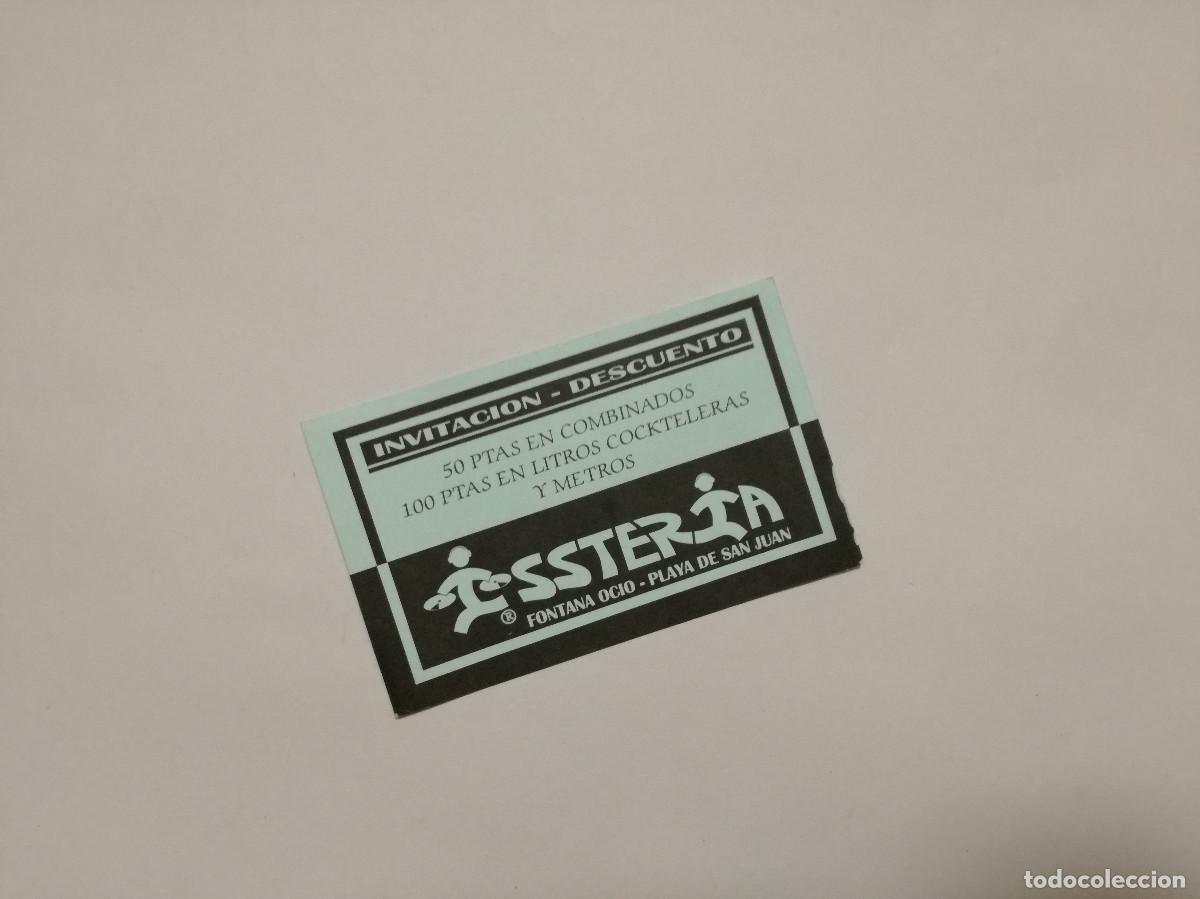 INVITACION - DESCUENTO
50 PTAS EN COMBINADOS
100 PTAS EN LITROS COCKTELERAS
Y METROS
ESSTERIA
® FONTANA OCIO - PLAYA DE SAN JUAN
todocoleccion